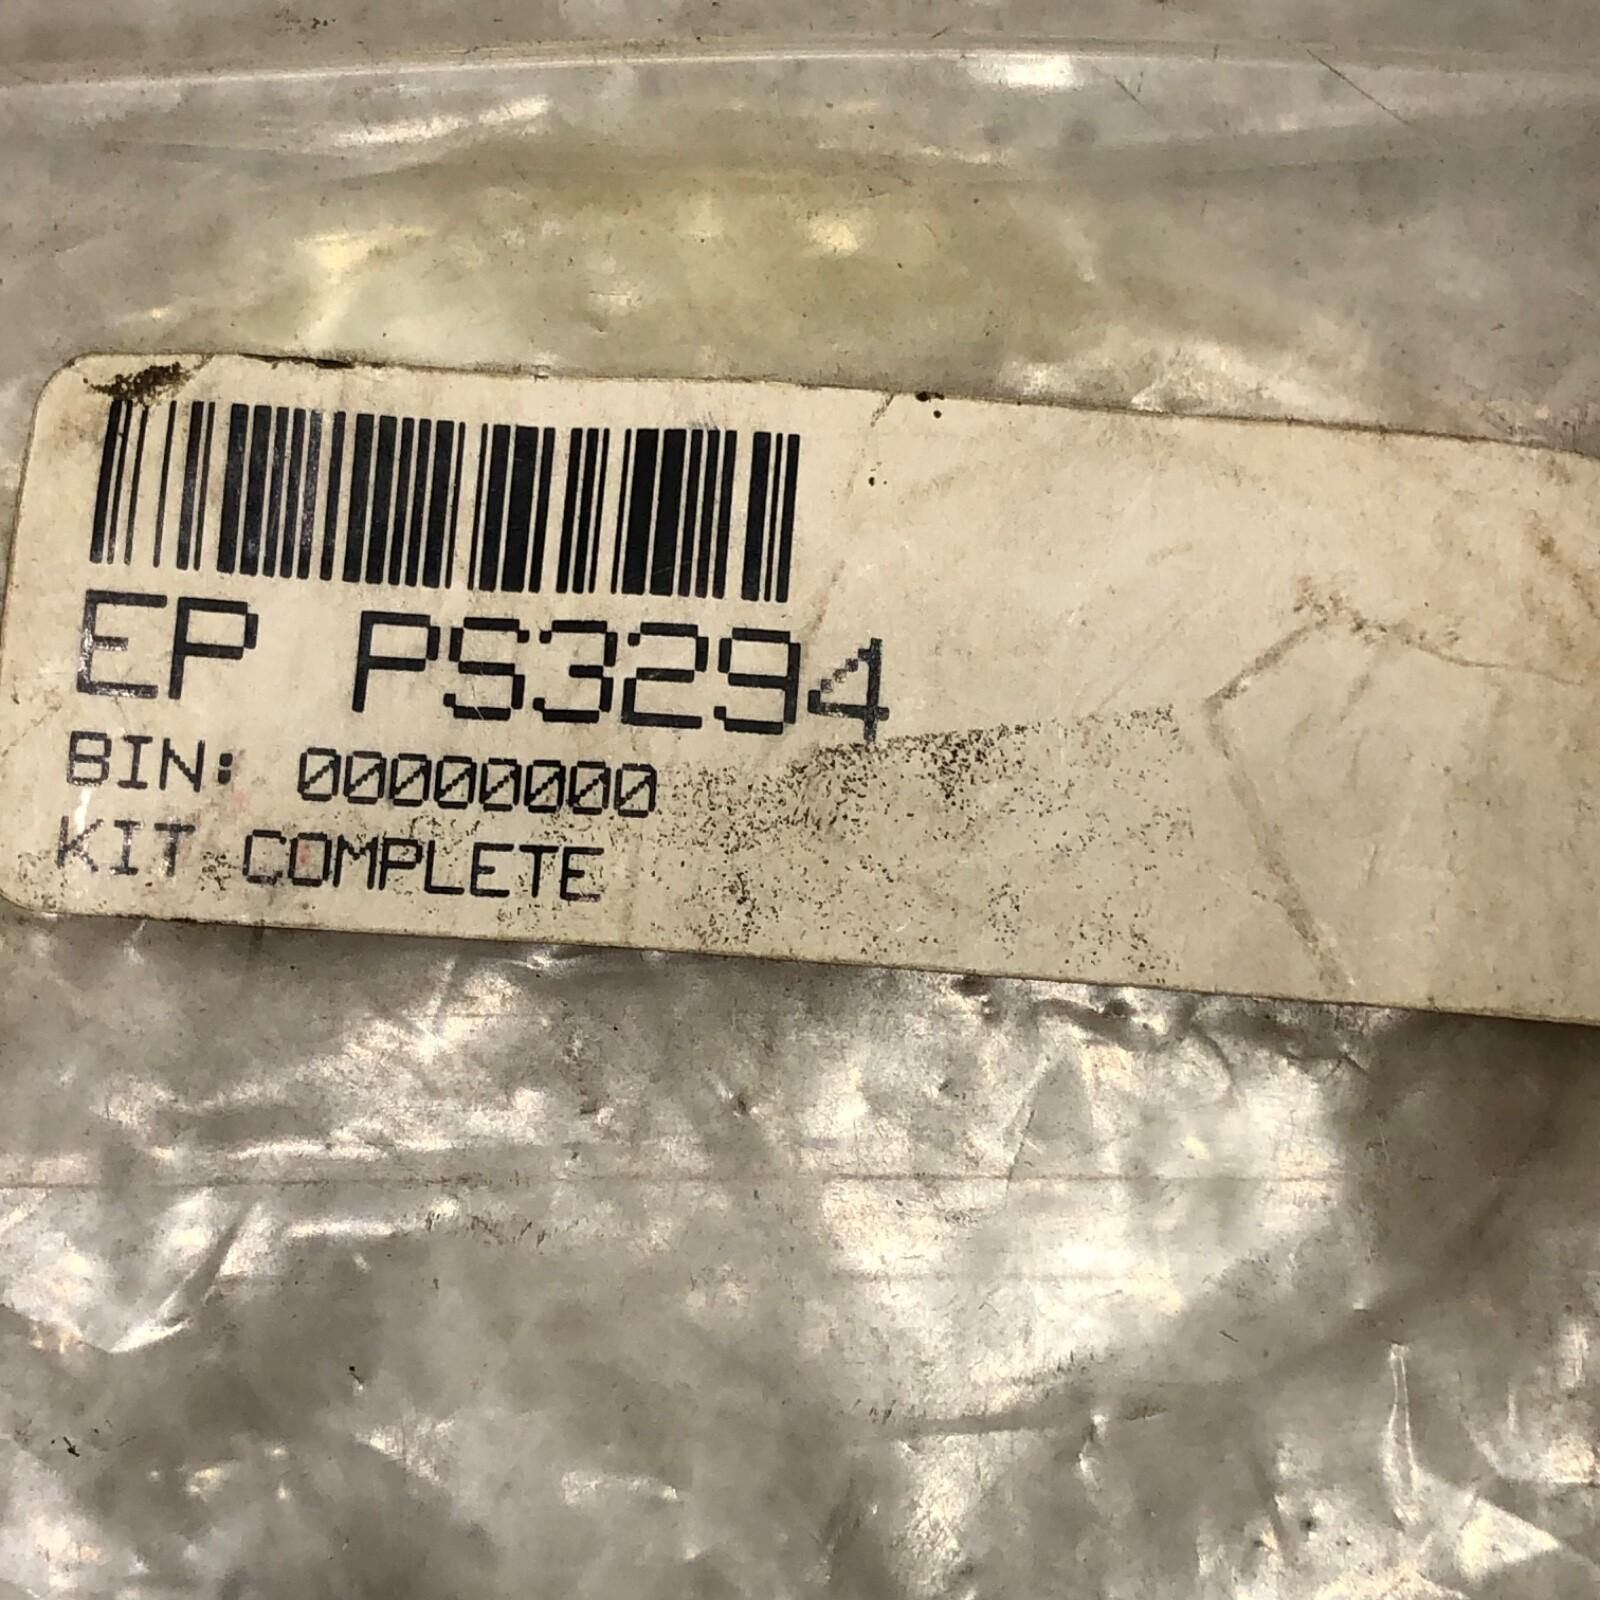 EP PS3294
BIN: 00000000
KIT COMPLETE